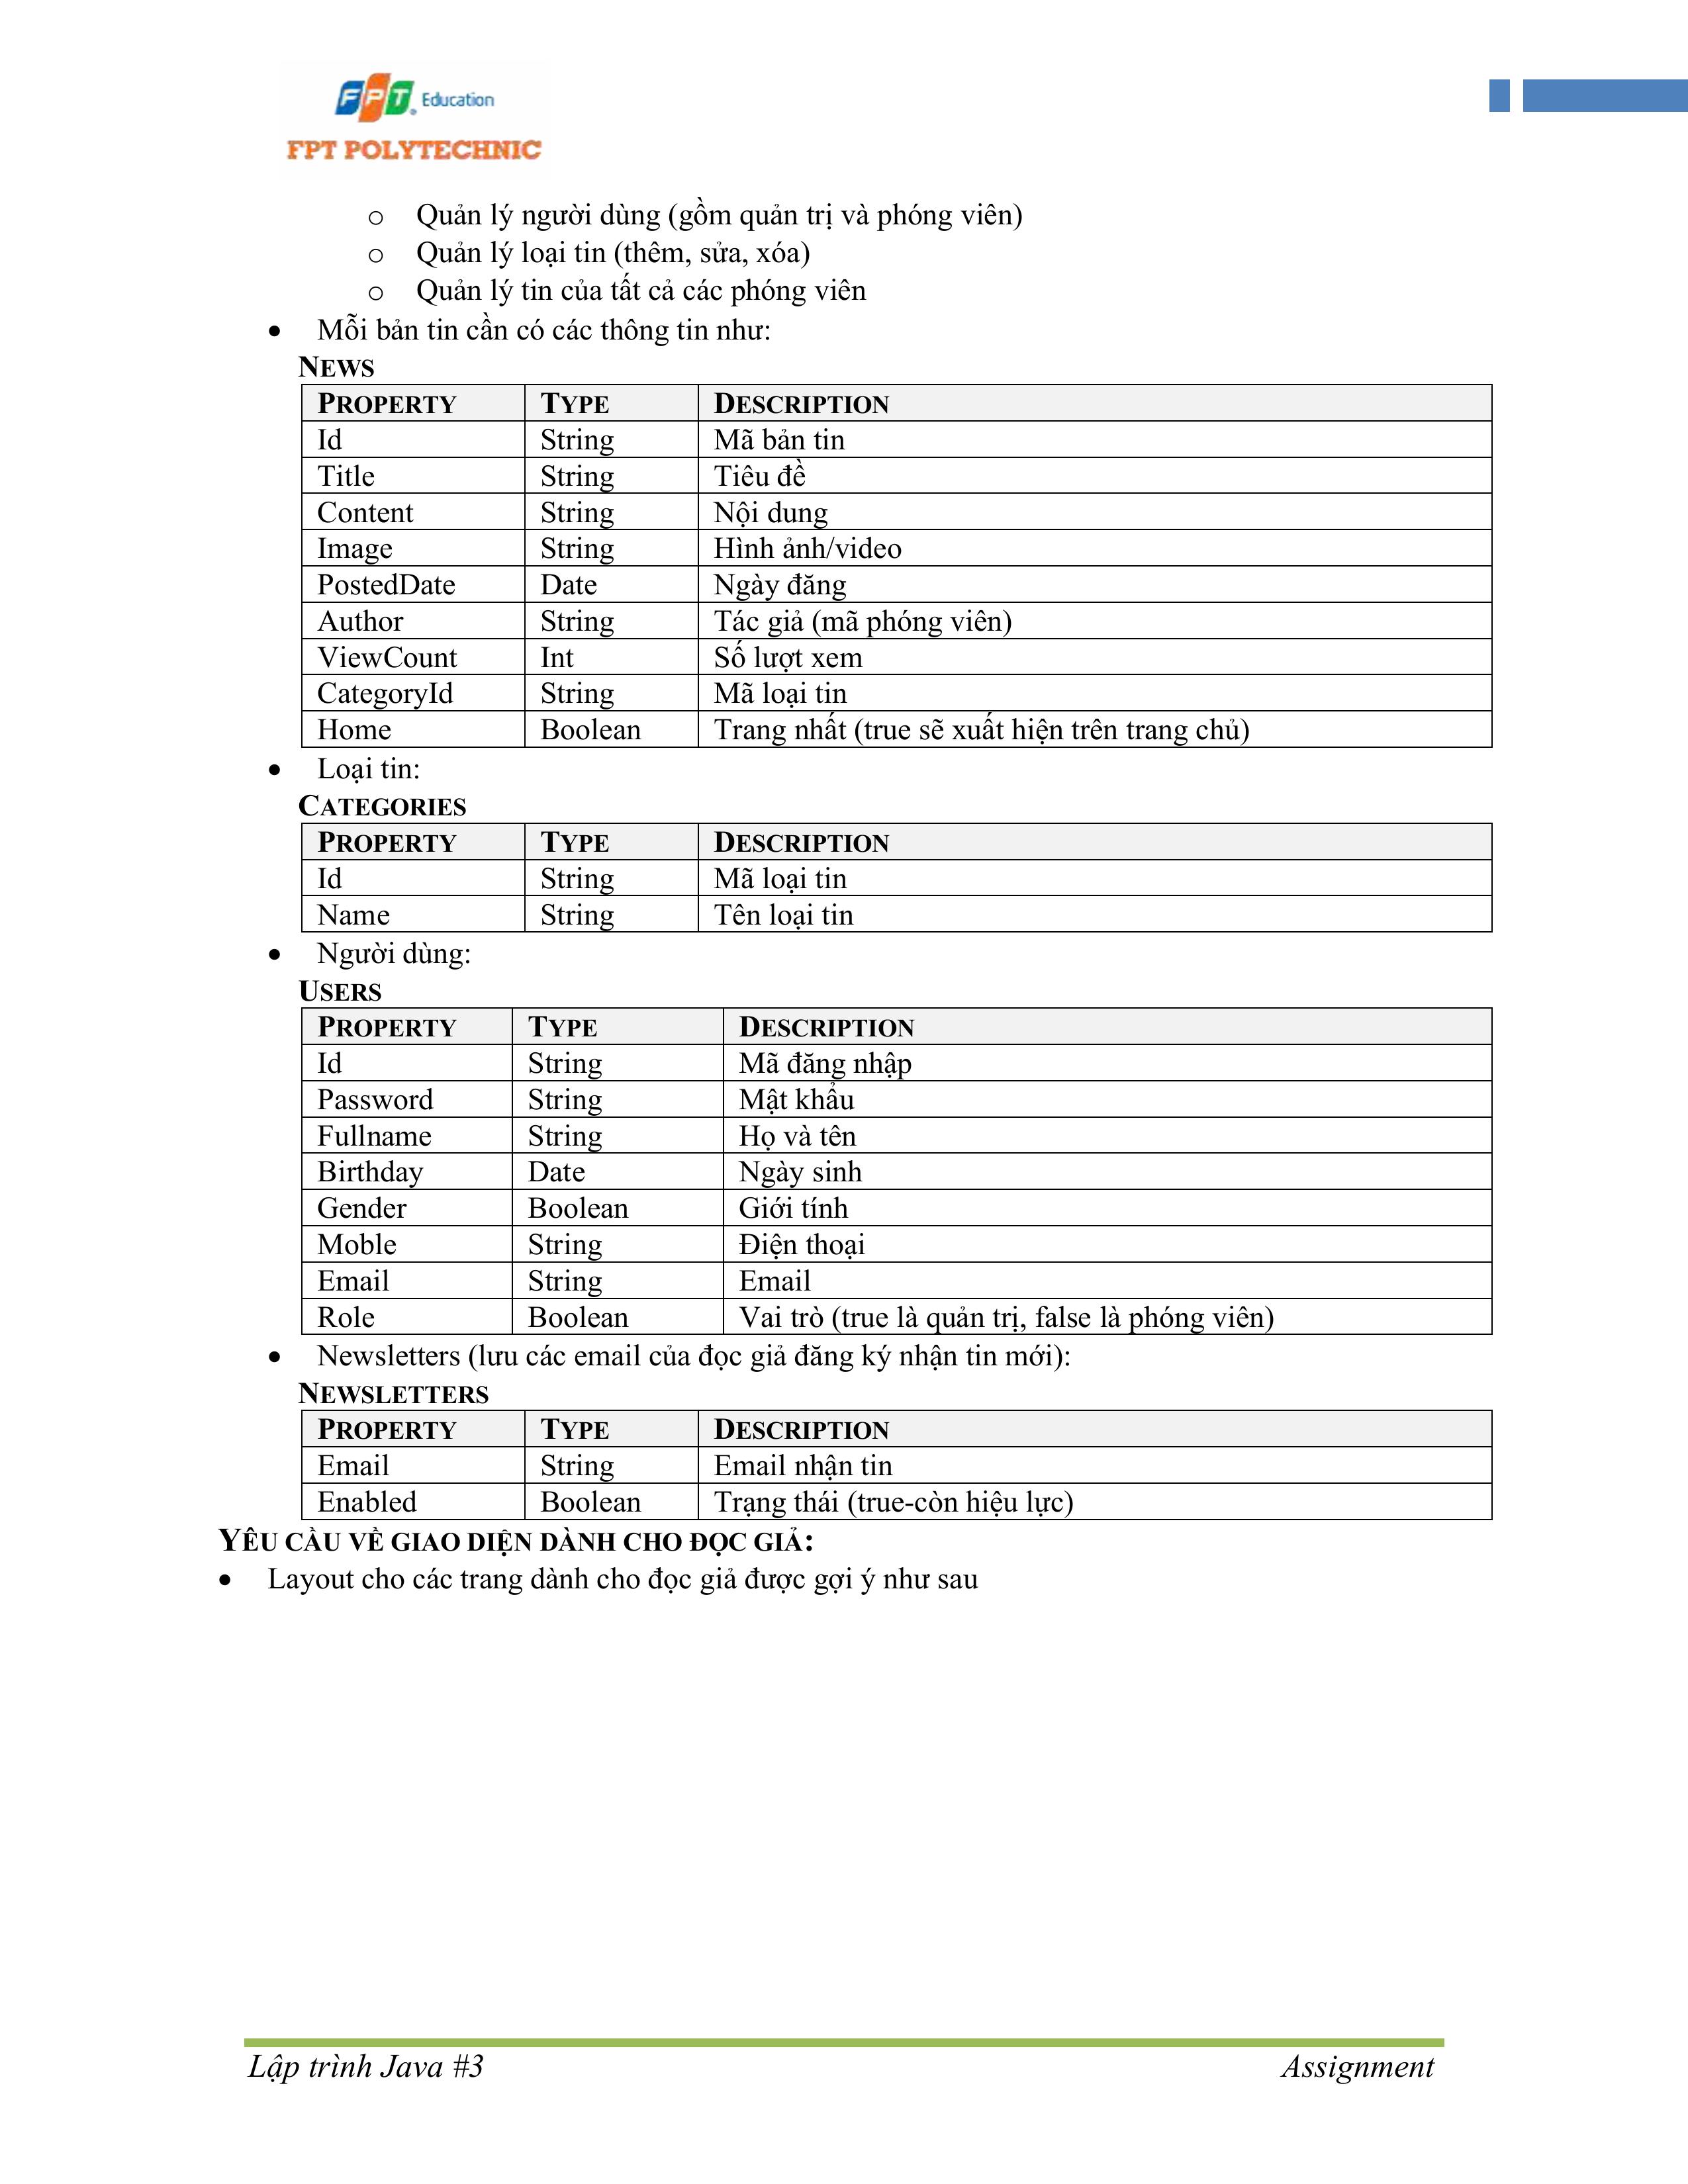 FPT. Education
FPT POLYTECHNIC
o Quản lý người dùng (gồm quản trị và phóng viên)
o Quản lý loại tin (thêm, sửa, xóa)
o Quản lý tin của tất cả các phóng viên
• Mỗi bản tin cần có các thông tin như:
NEWS
PROPERTY TYPE DESCRIPTION
Id String Mã bản tin
Title String Tiêu đề
Content String Nội dung
Image String Hình ảnh/video
PostedDate Date Ngày đăng
Author String Tác giả (mã phóng viên)
ViewCount Int Số lượt xem
CategoryId String Mã loại tin
Home Boolean Trang nhất (true sẽ xuất hiện trên trang chủ)
• Loại tin:
CATEGORIES
PROPERTY TYPE DESCRIPTION
Id String Mã loại tin
Name String Tên loại tin
• Người dùng:
USERS
PROPERTY TYPE DESCRIPTION
Id String Mã đăng nhập
Password String Mật khẩu
Fullname String Họ và tên
Birthday Date Ngày sinh
Gender Boolean Giới tính
Moble String Điện thoại
Email String Email
Role Boolean Vai trò (true là quản trị, false là phóng viên)
• Newsletters (lưu các email của đọc giả đăng ký nhận tin mới):
NEWSLETTERS
PROPERTY TYPE DESCRIPTION
Email String Email nhận tin
Enabled Boolean Trạng thái (true-còn hiệu lực)
YÊU CẦU VỀ GIAO DIỆN DÀNH CHO ĐỌC GIẢ:
• Layout cho các trang dành cho đọc giả được gợi ý như sau
Lập trình Java #3 Assignment